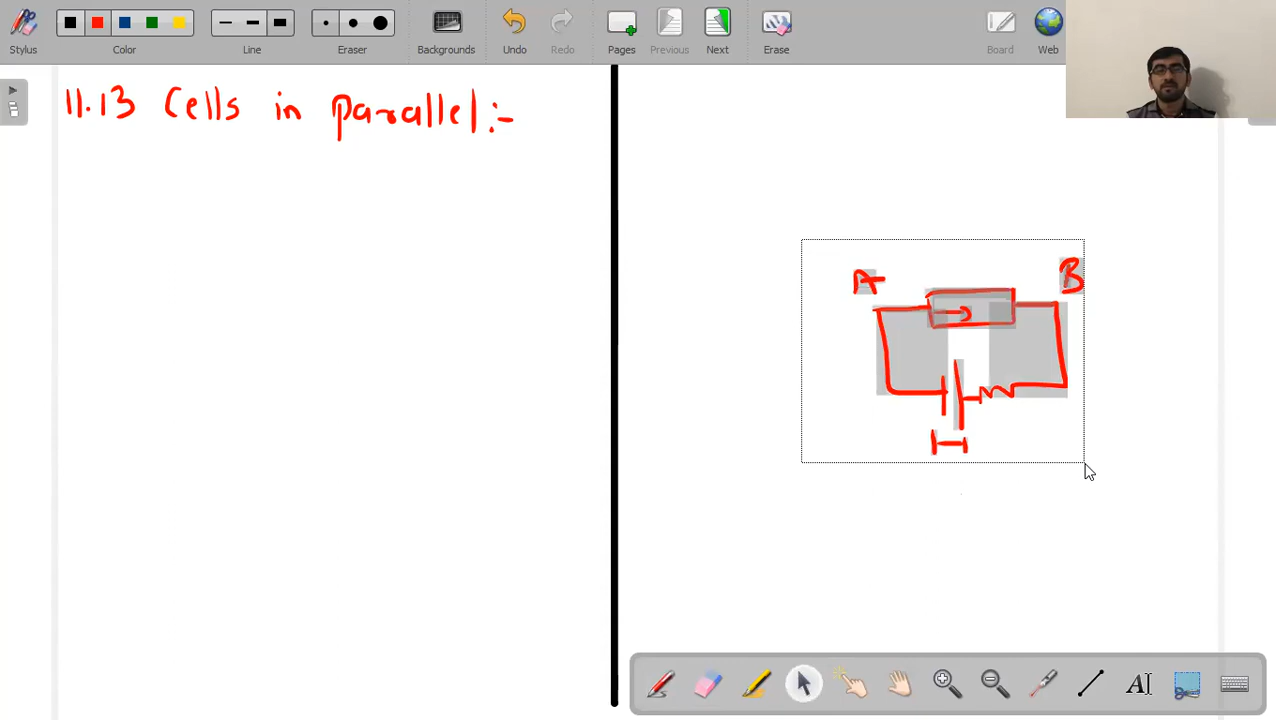 Stylus
Color
Line
Eraser
Backgrounds
Undo
Redo
Pages
Previous
Next
Erase
Board
Web
11.13 Cells in parallel:-
A
B